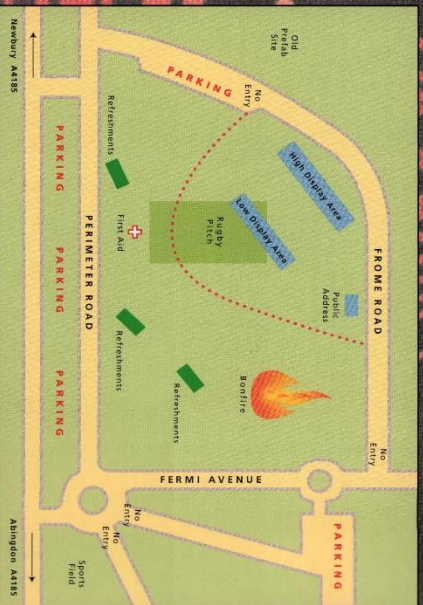 Old
Prefab
Site
PARKING
No
Entry
High Display Area
Low Display Area
FROME ROAD
Public
Address
Rugby
Pitch
Refreshments
First Aid
Refreshments
Refreshments
Bonfire
No
Entry
PERIMETER ROAD
FERMI AVENUE
PARKING
PARKING
PARKING
PARKING
No
Entry
No
Entry
Sports
Field
Newbury A4185
Abingdon A4185